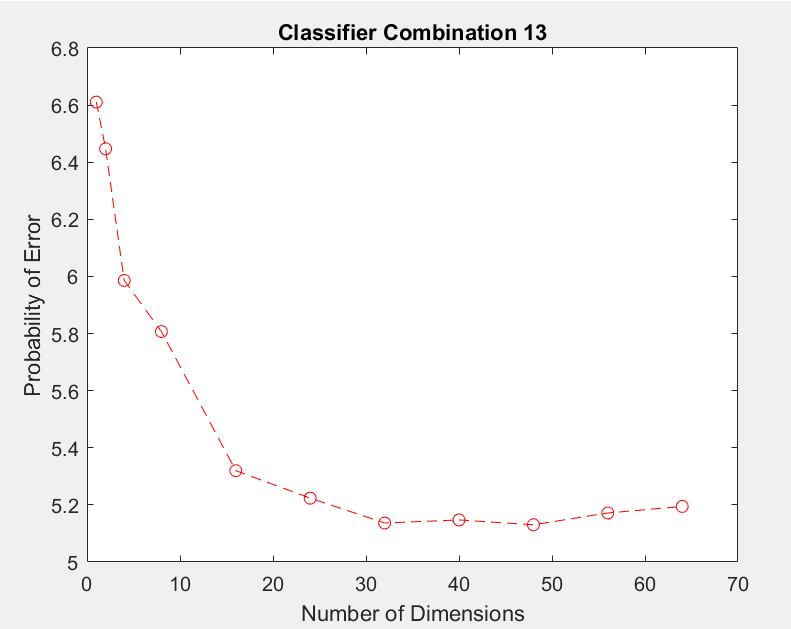 Classifier Combination 13
6.8
6.6
6.4
6.2
6
5.8
5.6
5.4
5.2
5
Probability of Error
0 10 20 30 40 50 60 70
Number of Dimensions